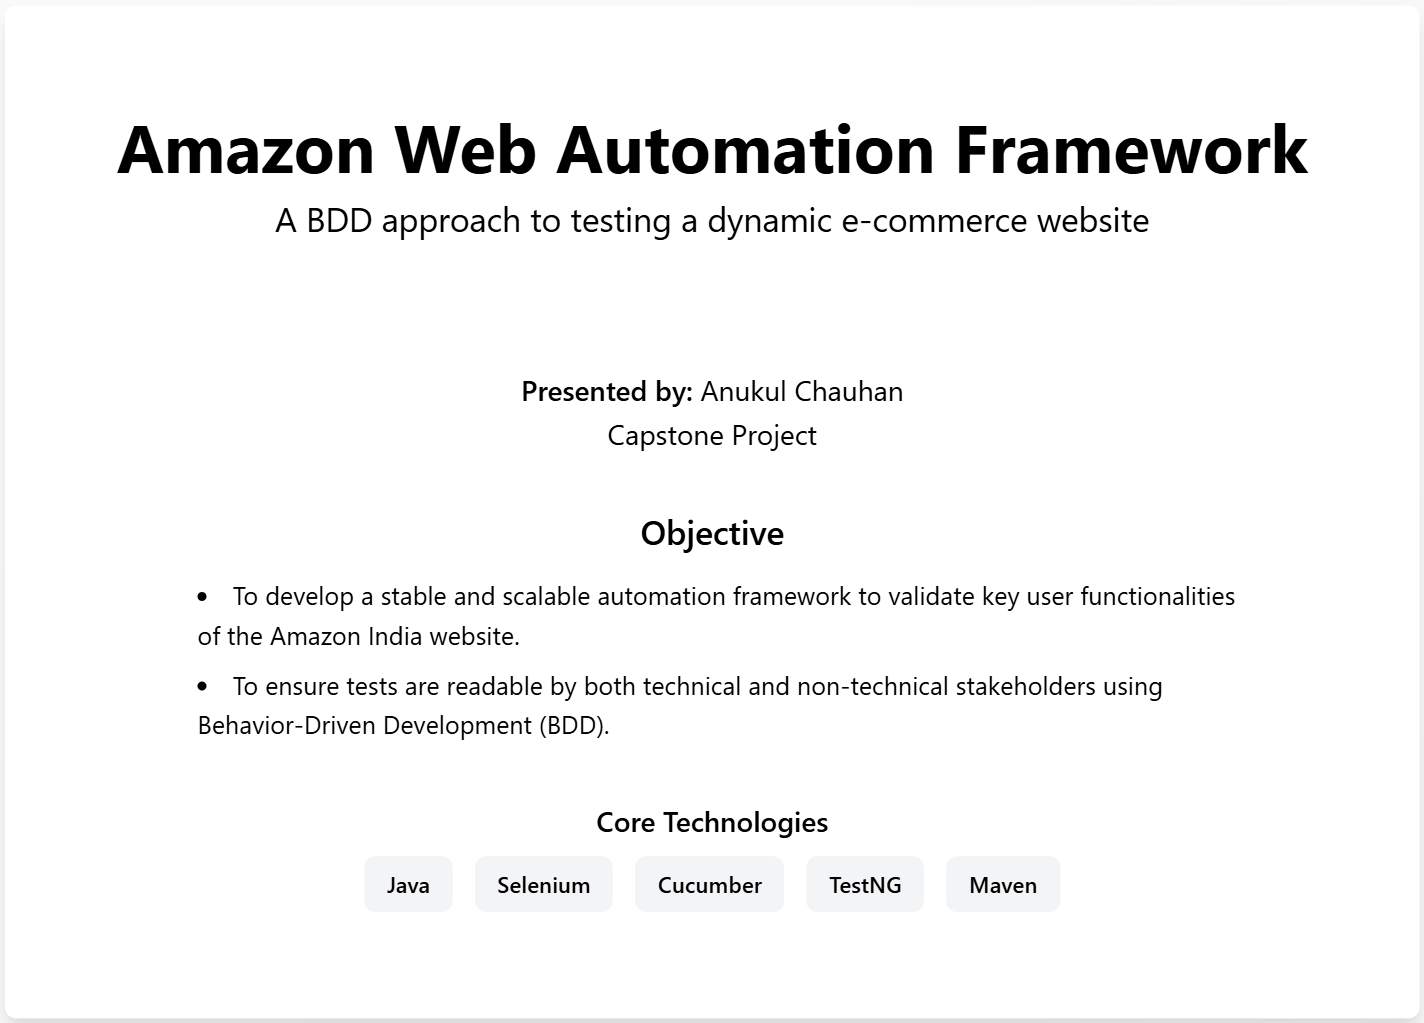 Amazon Web Automation Framework
A BDD approach to testing a dynamic e-commerce website
Presented by: Anukul Chauhan
Capstone Project
Objective
• To develop a stable and scalable automation framework to validate key user functionalities
of the Amazon India website.
• To ensure tests are readable by both technical and non-technical stakeholders using
Behavior-Driven Development (BDD).
Core Technologies
Java Selenium Cucumber TestNG Maven